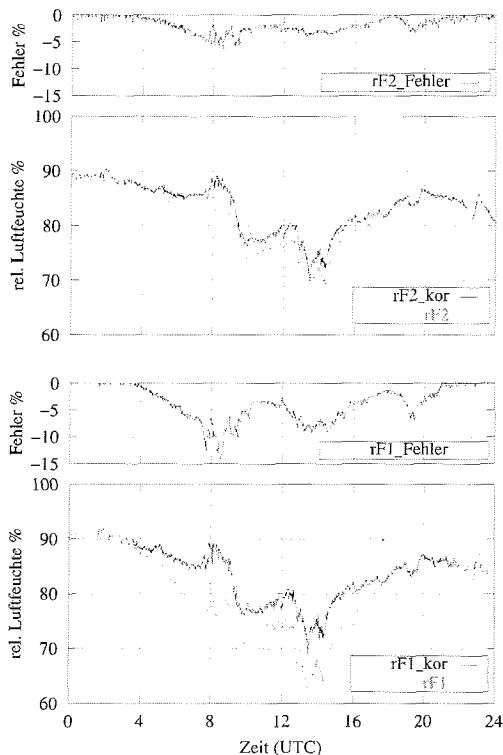 0
−5
−10
−15
Fehler %
rF2_Fehler
100
90
80
70
60
rel. Luftfeuchte %
rF2_kor
rF2
0
−5
−10
−15
Fehler %
rF1_Fehler
100
90
80
70
60
rel. Luftfeuchte %
rF1_kor
rF1
0 4 8 12 16 20 24
Zeit (UTC)